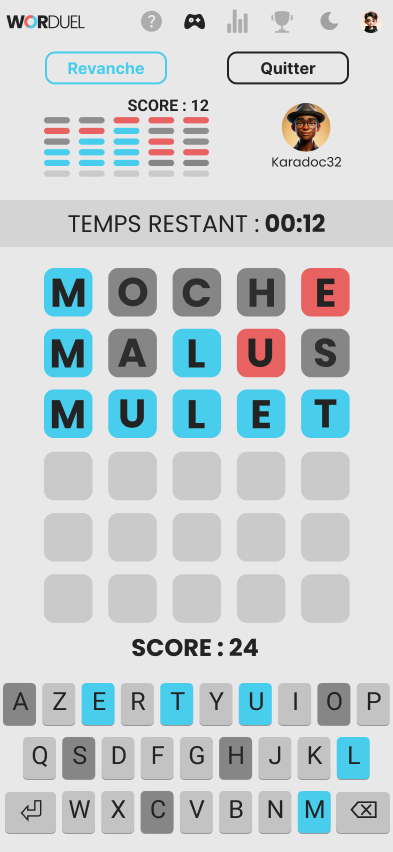 WORDUEL ?
Revanche Quitter
SCORE : 12
Karadoc32
TEMPS RESTANT : 00:12
M O C H E
M A L U S
M U L E T
SCORE : 24
A Z E R T Y U I O P
Q S D F G H J K L
W X C V B N M